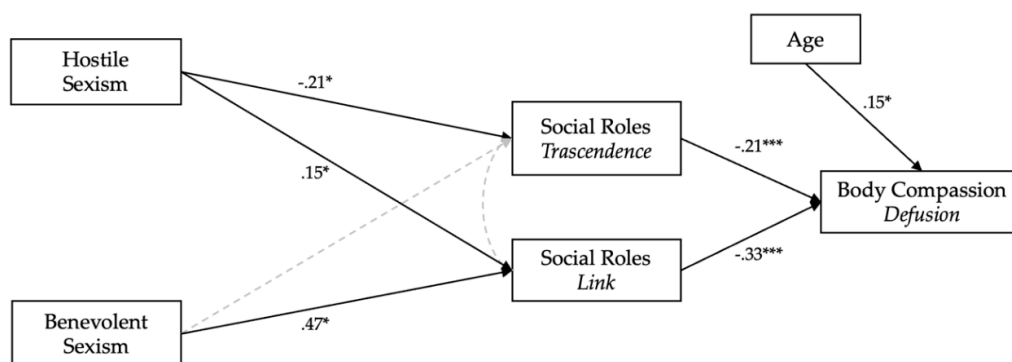 Age
Hostile
Sexism
-.21*
.15*
Social Roles
Trascendence
-.21***
.15*
Body Compassion
Defusion
Social Roles
Link
-.33***
Benevolent
Sexism
.47*